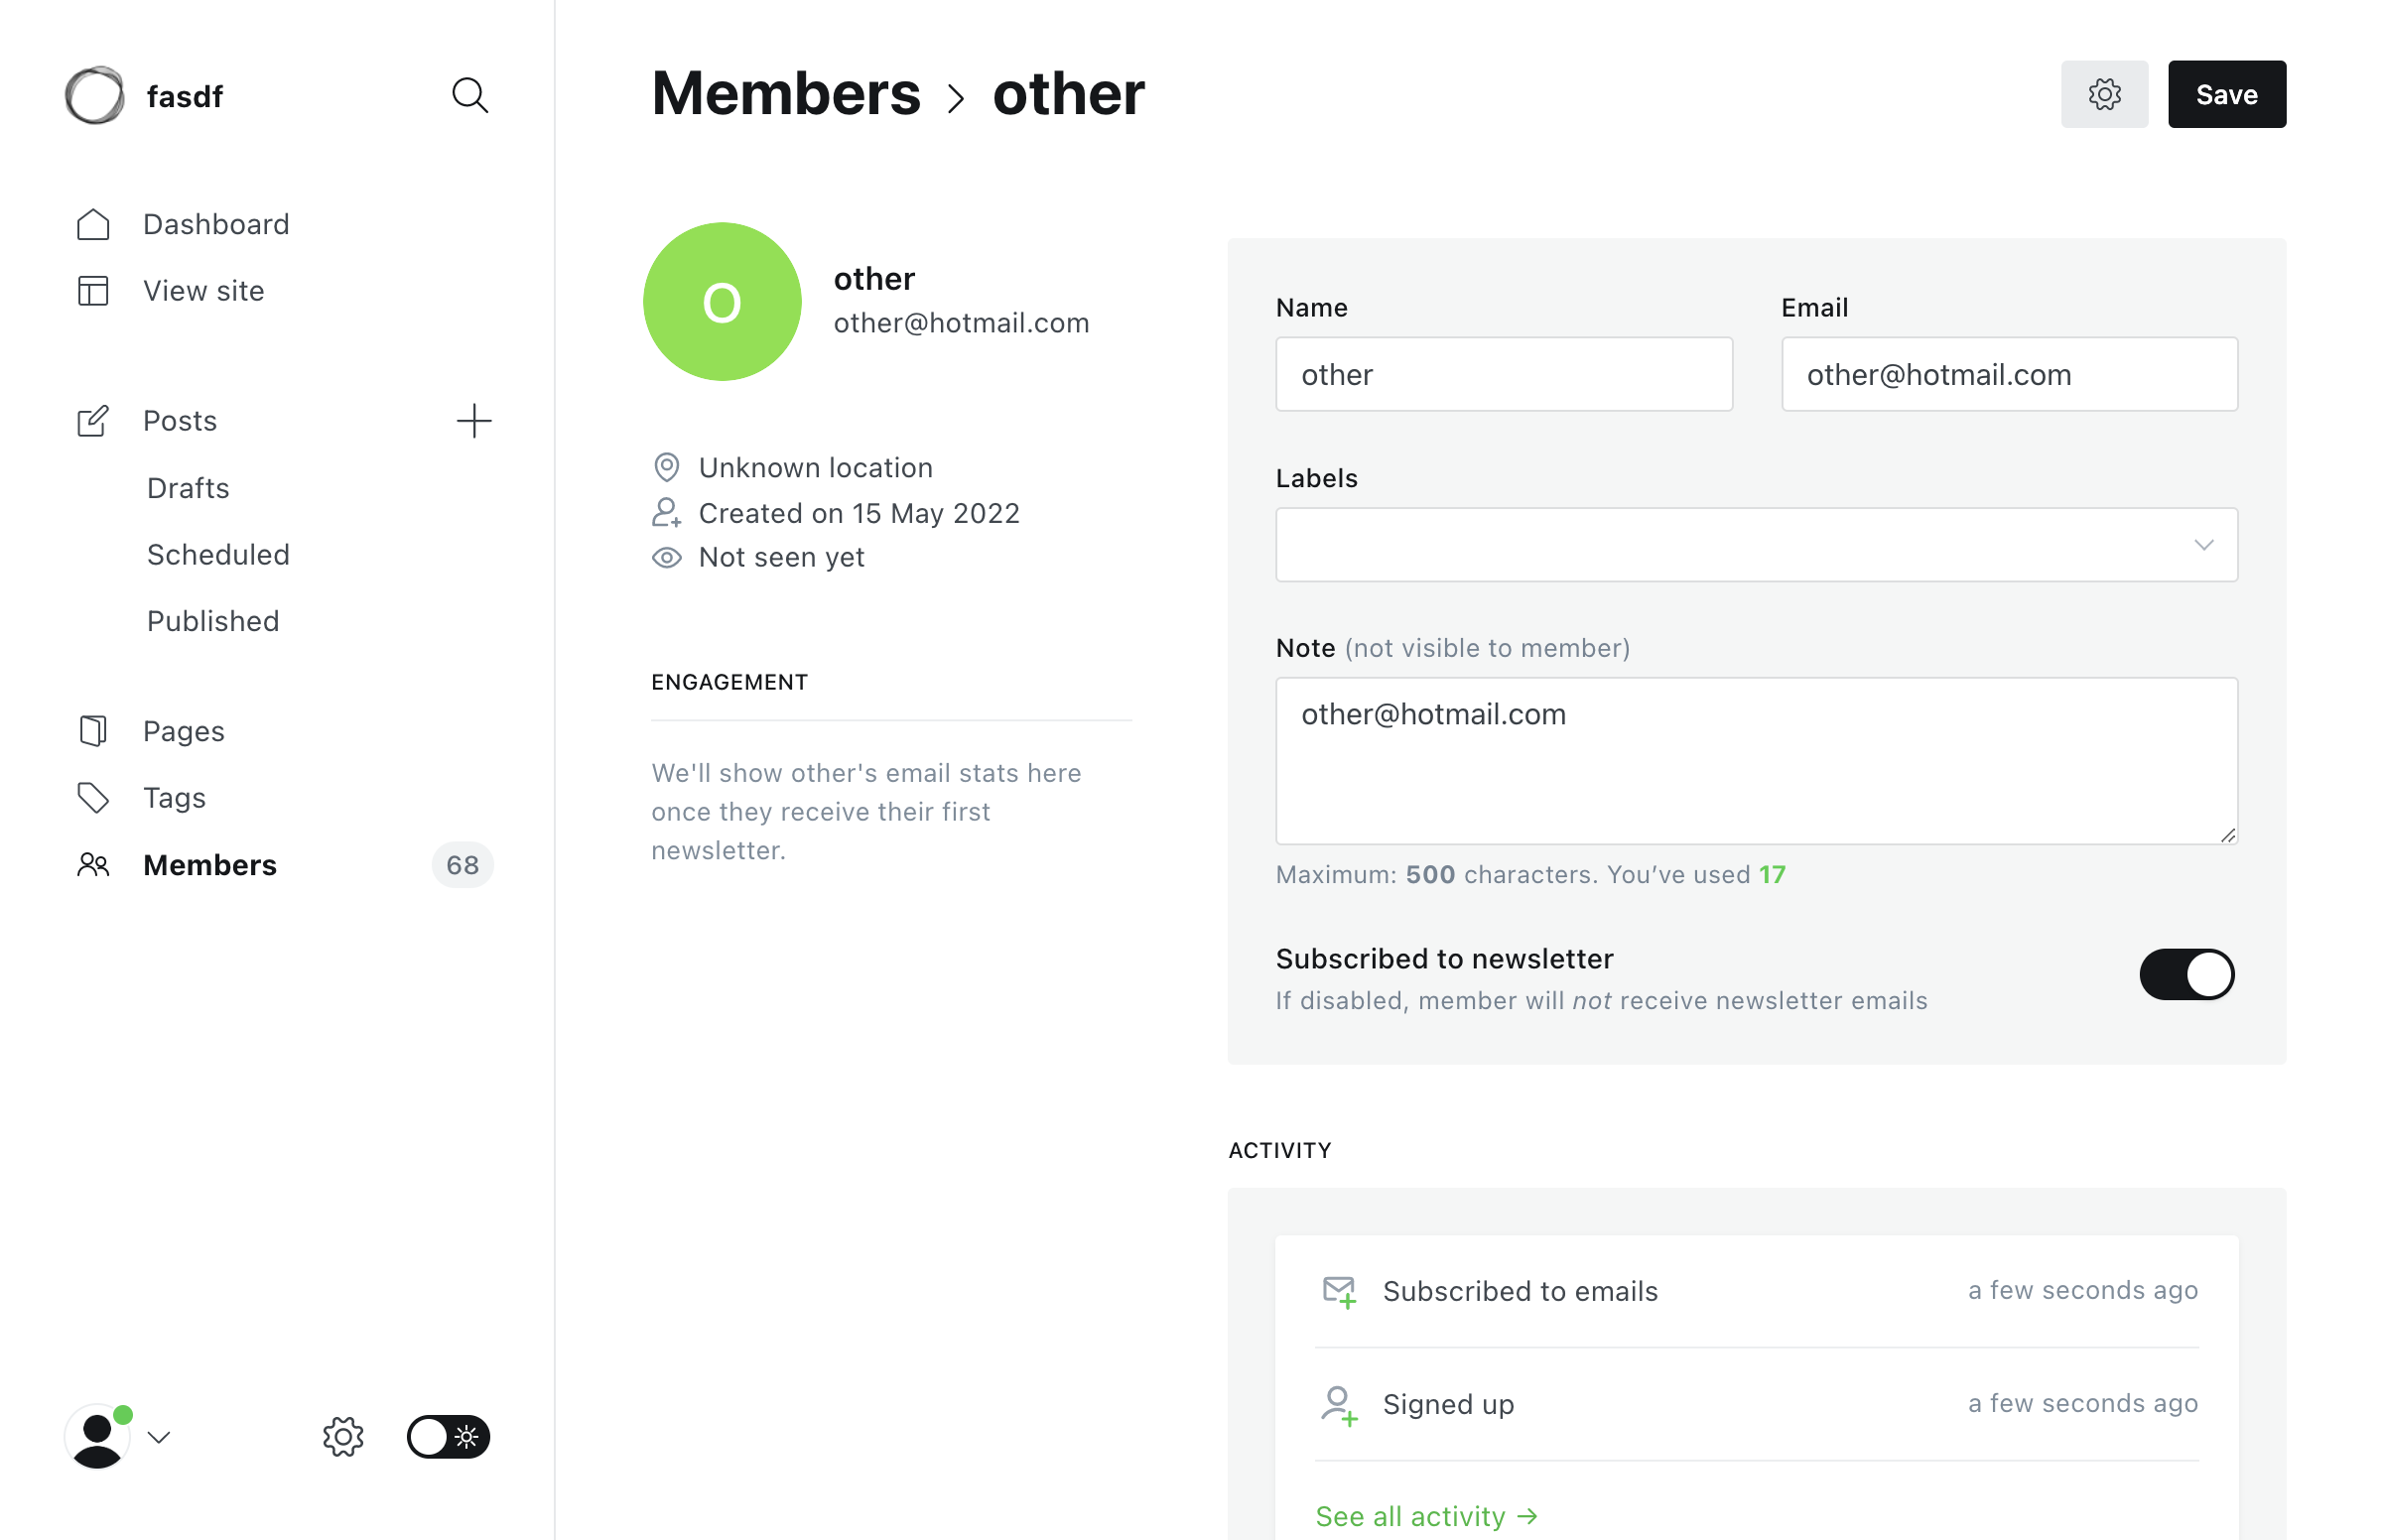 fasdf
Dashboard
View site
Posts
Drafts
Scheduled
Published
Pages
Tags
Members 68
Members > other
Save
O
other
other@hotmail.com
Unknown location
Created on 15 May 2022
Not seen yet
ENGAGEMENT
We'll show other's email stats here
once they receive their first
newsletter.
Name
other
Email
other@hotmail.com
Labels
Note (not visible to member)
other@hotmail.com
Maximum: 500 characters. You’ve used 17
Subscribed to newsletter
If disabled, member will not receive newsletter emails
ACTIVITY
Subscribed to emails a few seconds ago
Signed up a few seconds ago
See all activity →